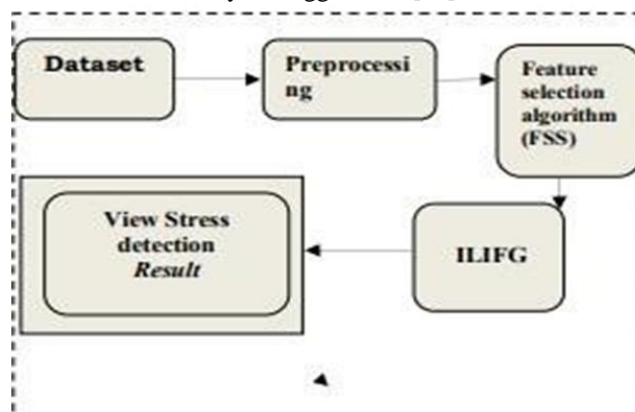 Dataset
Preprocessi
ng
Feature
selection
algorithm
(FSS)
View Stress
detection
Result
ILIFG